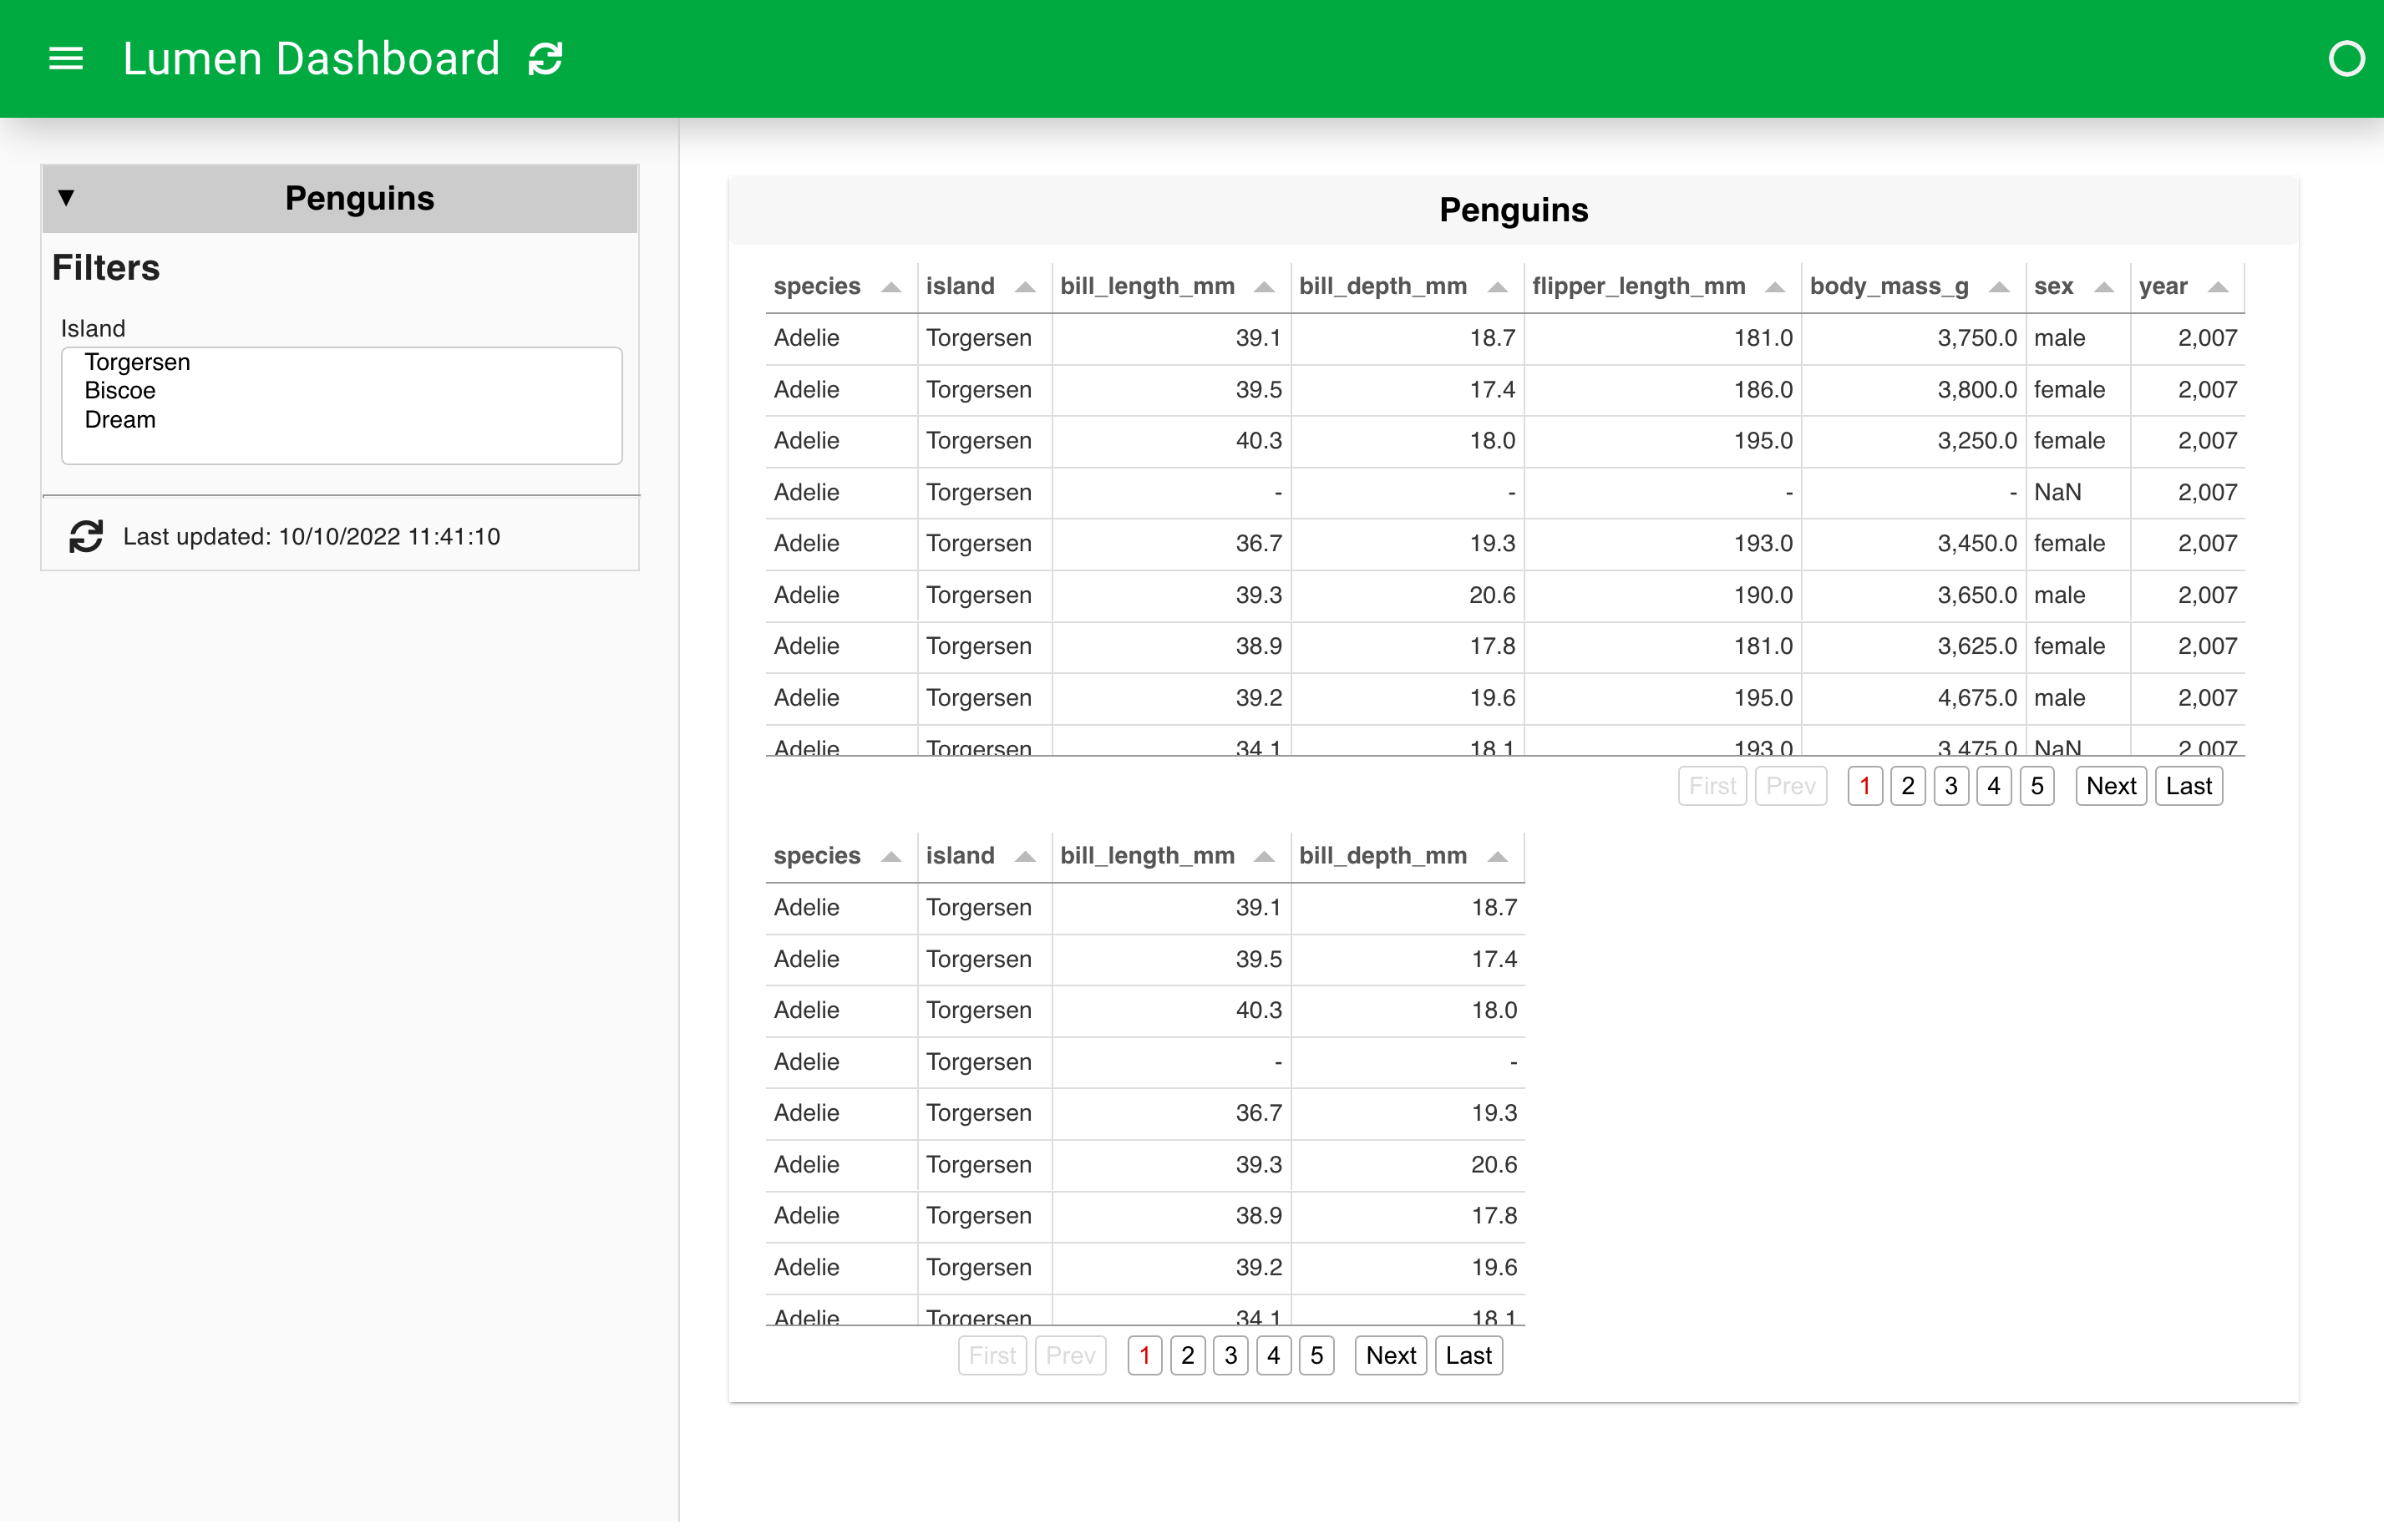 Lumen Dashboard
▼ Penguins
Filters
Island
Torgersen
Biscoe
Dream
Last updated: 10/10/2022 11:41:10
Penguins
species island bill_length_mm bill_depth_mm flipper_length_mm body_mass_g sex year
Adelie Torgersen 39.1 18.7 181.0 3,750.0 male 2,007
Adelie Torgersen 39.5 17.4 186.0 3,800.0 female 2,007
Adelie Torgersen 40.3 18.0 195.0 3,250.0 female 2,007
Adelie Torgersen - - - - NaN 2,007
Adelie Torgersen 36.7 19.3 193.0 3,450.0 female 2,007
Adelie Torgersen 39.3 20.6 190.0 3,650.0 male 2,007
Adelie Torgersen 38.9 17.8 181.0 3,625.0 female 2,007
Adelie Torgersen 39.2 19.6 195.0 4,675.0 male 2,007
Adelie Torgersen 34.1 18.1 193.0 3,475.0 NaN 2,007
First Prev 1 2 3 4 5 Next Last
species island bill_length_mm bill_depth_mm
Adelie Torgersen 39.1 18.7
Adelie Torgersen 39.5 17.4
Adelie Torgersen 40.3 18.0
Adelie Torgersen - -
Adelie Torgersen 36.7 19.3
Adelie Torgersen 39.3 20.6
Adelie Torgersen 38.9 17.8
Adelie Torgersen 39.2 19.6
Adelie Torgersen 34.1 18.1
First Prev 1 2 3 4 5 Next Last